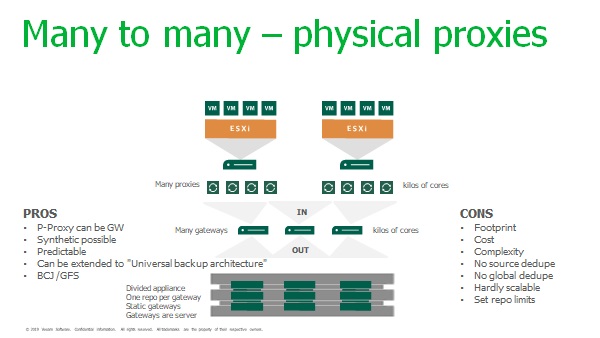 Many to many – physical proxies
VM VM VM VM
VM VM VM VM
ESXi
ESXi
Many proxies
kilos of cores
IN
Many gateways
kilos of cores
OUT
PROS
• P-Proxy can be GW
• Synthetic possible
• Predictable
• Can be extended to "Universal backup architecture"
• BCJ /GFS
Divided appliance
One repo per gateway
Static gateways
Gateways are server
CONS
• Footprint
• Cost
• Complexity
• No source dedupe
• No global dedupe
• Hardly scalable
• Set repo limits
Software. Confidential information. All rights reserved. All trademarks are the property of their respective owners.